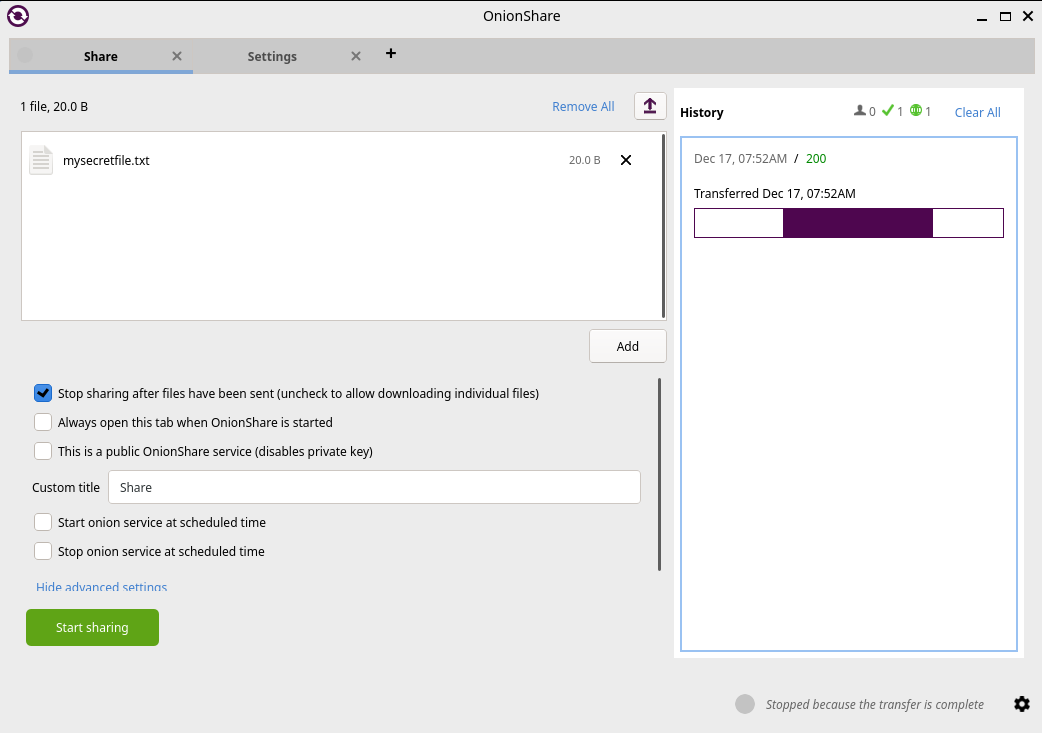 OnionShare
Share
Settings
1 file, 20.0 B
Remove All
mysecretfile.txt
20.0 B
Add
Stop sharing after files have been sent (uncheck to allow downloading individual files)
Always open this tab when OnionShare is started
This is a public OnionShare service (disables private key)
Custom title
Share
Start onion service at scheduled time
Stop onion service at scheduled time
Hide advanced settings
Start sharing
History
0
1
1
Clear All
Dec 17, 07:52AM / 200
Transferred Dec 17, 07:52AM
Stopped because the transfer is complete